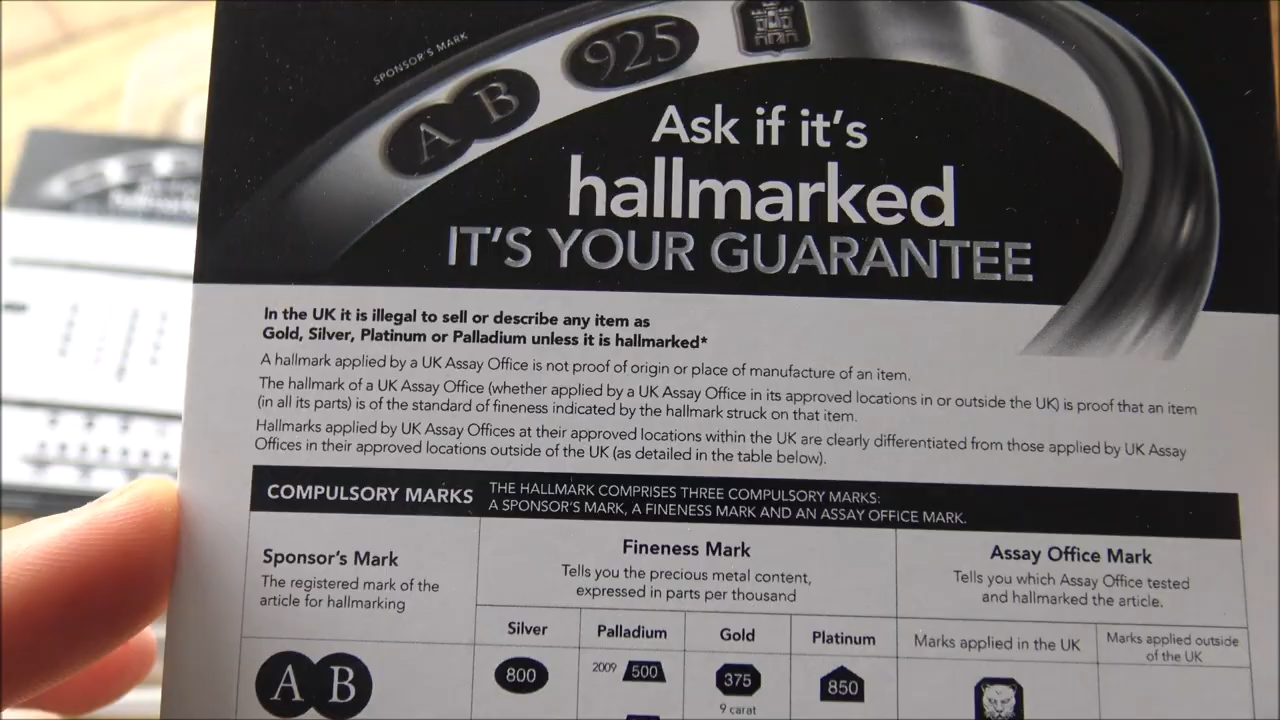 SPONSOR'S MARK
A B
925
Ask if it's
hallmarked
IT'S YOUR GUARANTEE
In the UK it is illegal to sell or describe any item as
Gold, Silver, Platinum or Palladium unless it is hallmarked*
A hallmark applied by a UK Assay Office is not proof of origin or place of manufacture of an item.
The hallmark of a UK Assay Office (whether applied by a UK Assay Office in its approved locations in or outside the UK) is proof that an item
(in all its parts) is of the standard of fineness indicated by the hallmark struck on that item.
Hallmarks applied by UK Assay Offices at their approved locations within the UK are clearly differentiated from those applied by UK Assay
Offices in their approved locations outside of the UK (as detailed in the table below).
COMPULSORY MARKS
THE HALLMARK COMPRISES THREE COMPULSORY MARKS:
A SPONSOR'S MARK, A FINENESS MARK AND AN ASSAY OFFICE MARK.
Sponsor's Mark
The registered mark of the
article for hallmarking
A B
Fineness Mark
Tells you the precious metal content,
expressed in parts per thousand
Silver
800
Palladium
2009 500
Gold
375
9 carat
Platinum
850
Assay Office Mark
Tells you which Assay Office tested
and hallmarked the article.
Marks applied in the UK
Marks applied outside
of the UK